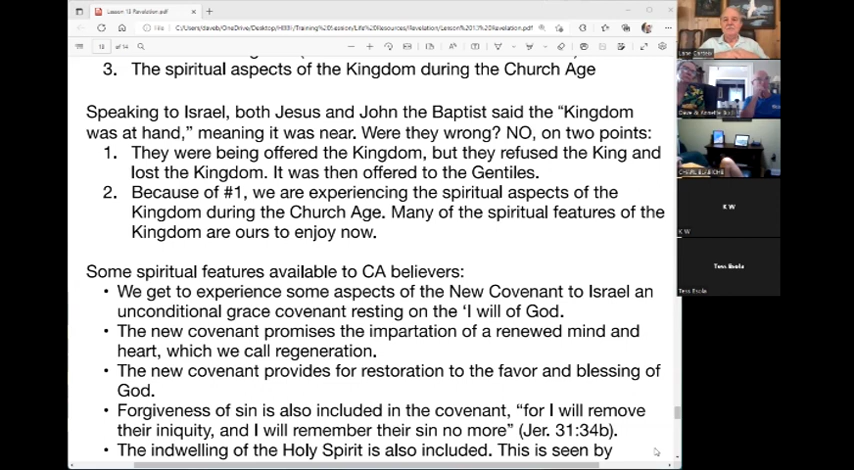 Lesson 13 Revelation.pdf
File
of 14
3. The spiritual aspects of the Kingdom during the Church Age
Speaking to Israel, both Jesus and John the Baptist said the “Kingdom
was at hand,” meaning it was near. Were they wrong? NO, on two points:
1. They were being offered the Kingdom, but they refused the King and
lost the Kingdom. It was then offered to the Gentiles.
2. Because of #1, we are experiencing the spiritual aspects of the
Kingdom during the Church Age. Many of the spiritual features of the
Kingdom are ours to enjoy now.
Some spiritual features available to CA believers:
• We get to experience some aspects of the New Covenant to Israel an
unconditional grace covenant resting on the ‘I will of God.
• The new covenant promises the impartation of a renewed mind and
heart, which we call regeneration.
• The new covenant provides for restoration to the favor and blessing of
God.
• Forgiveness of sin is also included in the covenant, “for I will remove
their iniquity, and I will remember their sin no more” (Jer. 31:34b).
• The indwelling of the Holy Spirit is also included. This is seen by
K W
K W